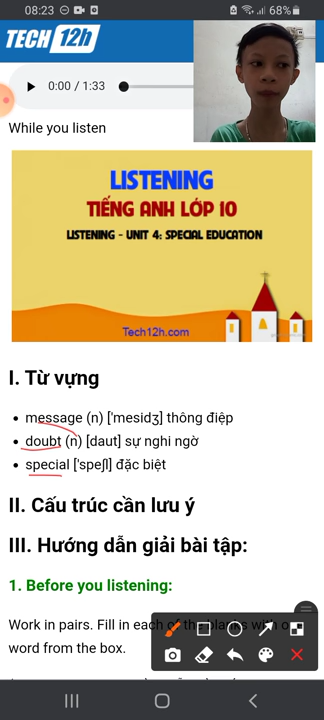 08:23
68%
TECH 12h
0:00 / 1:33
While you listen
LISTENING
TIẾNG ANH LỚP 10
LISTENING - UNIT 4: SPECIAL EDUCATION
Tech12h.com
I. Từ vựng
• message (n) ['mesidʒ] thông điệp
• doubt (n) [daut] sự nghi ngờ
• special ['speʃl] đặc biệt
II. Cấu trúc cần lưu ý
III. Hướng dẫn giải bài tập:
1. Before you listening:
Work in pairs. Fill in each of the blanks with
word from the box.